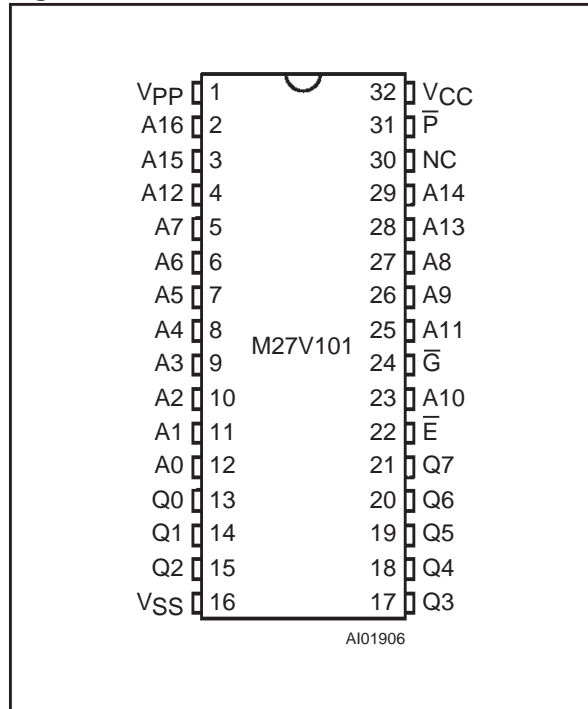 VPP 1 32 VCC
A16 2 31 P̅
A15 3 30 NC
A12 4 29 A14
A7 5 28 A13
A6 6 27 A8
A5 7 26 A9
A4 8 25 A11
M27V101
A3 9 24 G̅
A2 10 23 A10
A1 11 22 E̅
A0 12 21 Q7
Q0 13 20 Q6
Q1 14 19 Q5
Q2 15 18 Q4
VSS 16 17 Q3
AI01906